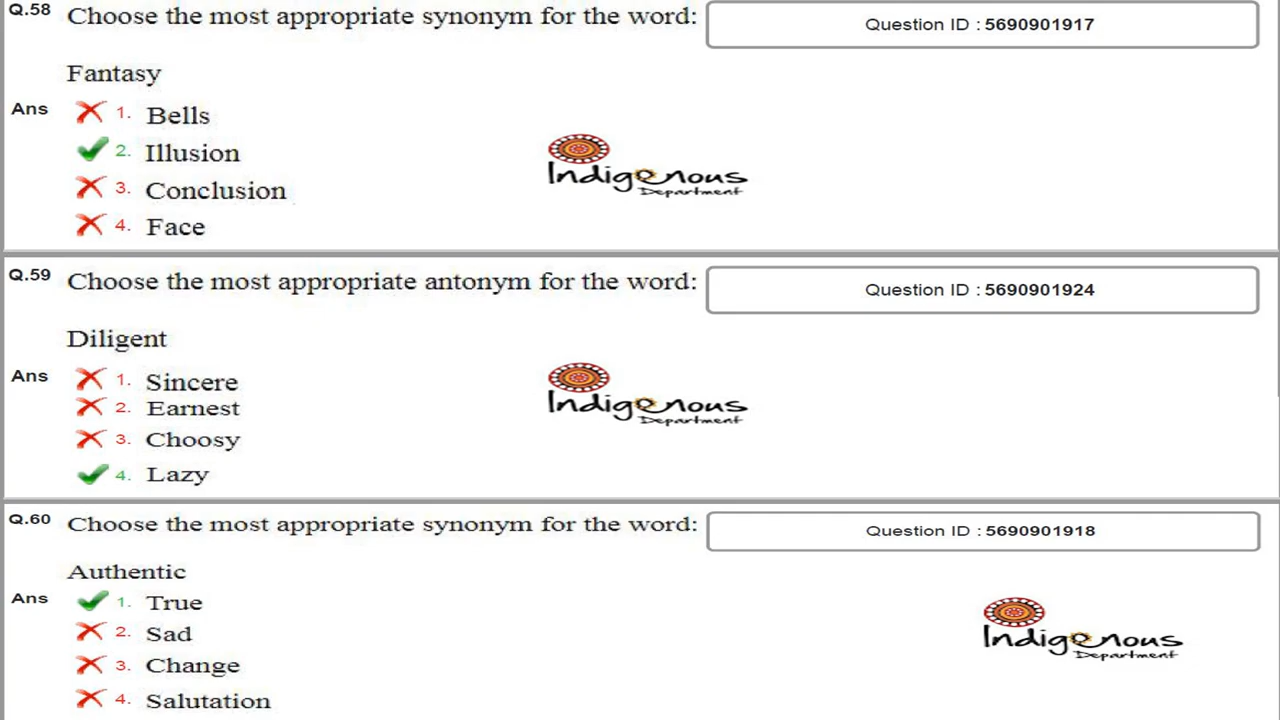 Q.58 Choose the most appropriate synonym for the word: Question ID : 5690901917
Fantasy
Ans 1. Bells
2. Illusion
3. Conclusion
4. Face
Indigenous
Department
Q.59 Choose the most appropriate antonym for the word: Question ID : 5690901924
Diligent
Ans 1. Sincere
2. Earnest
3. Choosy
4. Lazy
Indigenous
Department
Q.60 Choose the most appropriate synonym for the word: Question ID : 5690901918
Authentic
Ans 1. True
2. Sad
3. Change
4. Salutation
Indigenous
Department